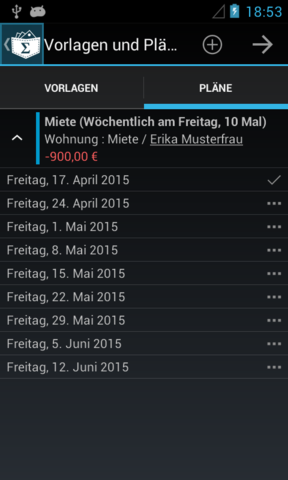 18:53
Vorlagen und Plä...
VORLAGEN
PLÄNE
Miete (Wöchentlich am Freitag, 10 Mal)
Wohnung : Miete / Erika Musterfrau
-900,00 €
Freitag, 17. April 2015
Freitag, 24. April 2015
Freitag, 1. Mai 2015
Freitag, 8. Mai 2015
Freitag, 15. Mai 2015
Freitag, 22. Mai 2015
Freitag, 29. Mai 2015
Freitag, 5. Juni 2015
Freitag, 12. Juni 2015